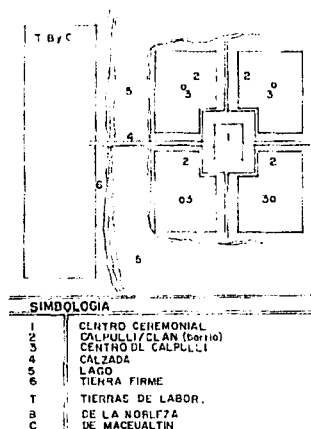 T B y C
2 2
5 3 3
4 1
2 2
6 3 3
5
SIMBOLOGIA
1 CENTRO CEREMONIAL
2 CALPULLI/CLAN (barrio)
3 CENTRO DE CALPULLI
4 CALZADA
5 LAGO
6 TIERRA FIRME
T TIERRAS DE LABOR.
B DE LA NOBLEZA
C DE MACEUALTIN